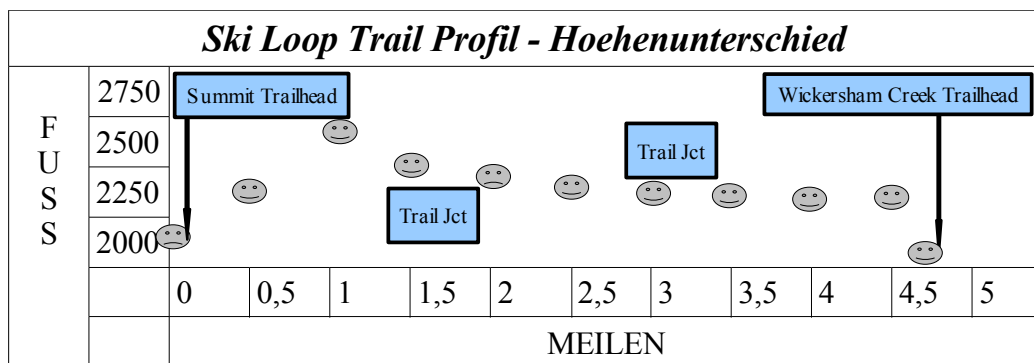 Ski Loop Trail Profil - Hoehenunterschied
F
U
S
S
2750
2500
2250
2000
Summit Trailhead
Wickersham Creek Trailhead
Trail Jct
Trail Jct
0 0,5 1 1,5 2 2,5 3 3,5 4 4,5 5
MEILEN